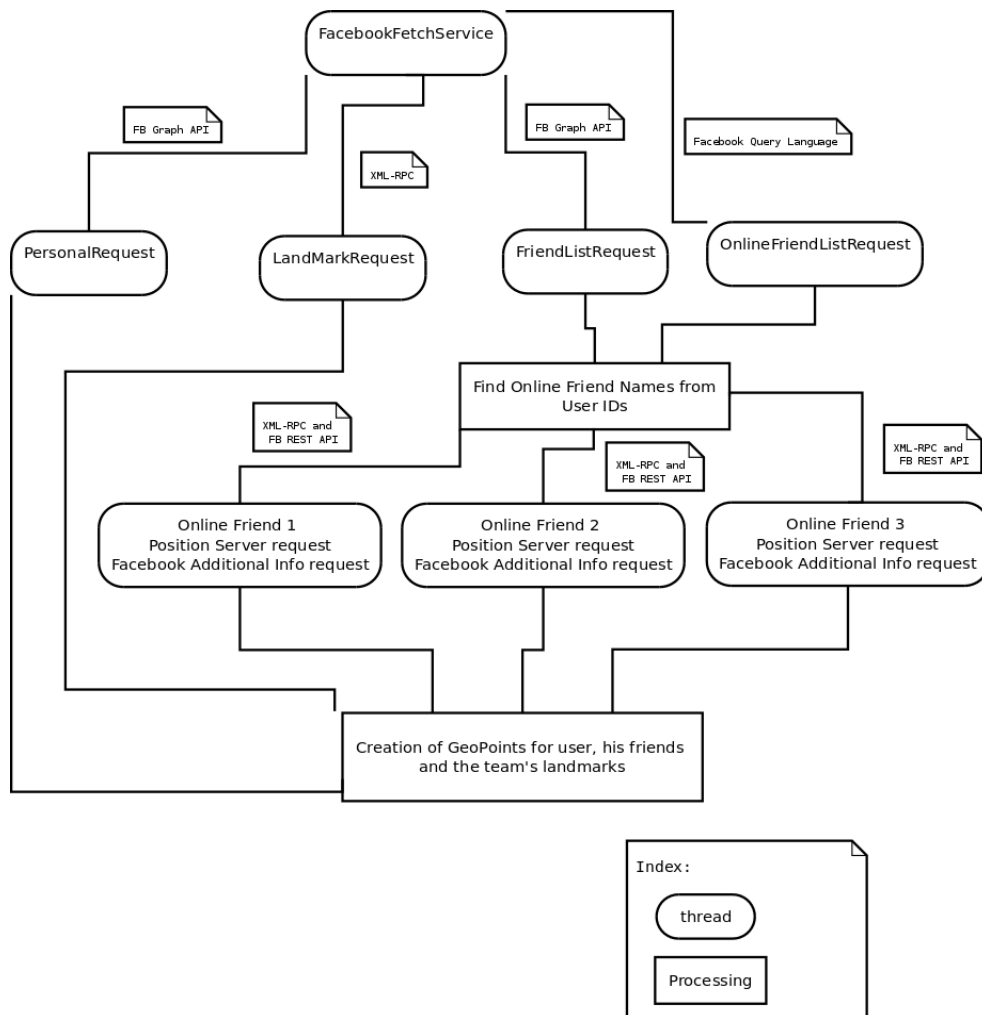 FacebookFetchService
FB Graph API
FB Graph API
Facebook Query Language
XML-RPC
PersonalRequest
LandMarkRequest
FriendListRequest
OnlineFriendListRequest
Find Online Friend Names from
User IDs
XML-RPC and
FB REST API
XML-RPC and
FB REST API
XML-RPC and
FB REST API
Online Friend 1
Position Server request
Facebook Additional Info request
Online Friend 2
Position Server request
Facebook Additional Info request
Online Friend 3
Position Server request
Facebook Additional Info request
Creation of GeoPoints for user, his friends
and the team's landmarks
Index:
thread
Processing